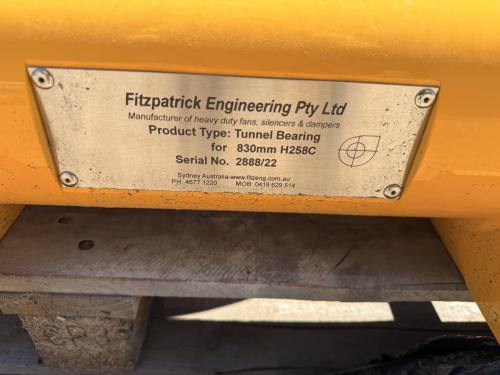 Fitzpatrick Engineering Pty Ltd
Manufacturer of heavy duty fans, silencers & dampers
Product Type: Tunnel Bearing
for 830mm H258C
Serial No. 2888/22
Sydney Australia-www.fitzeng.com.au
PH: 4677 1220 MOB: 0419 629 514